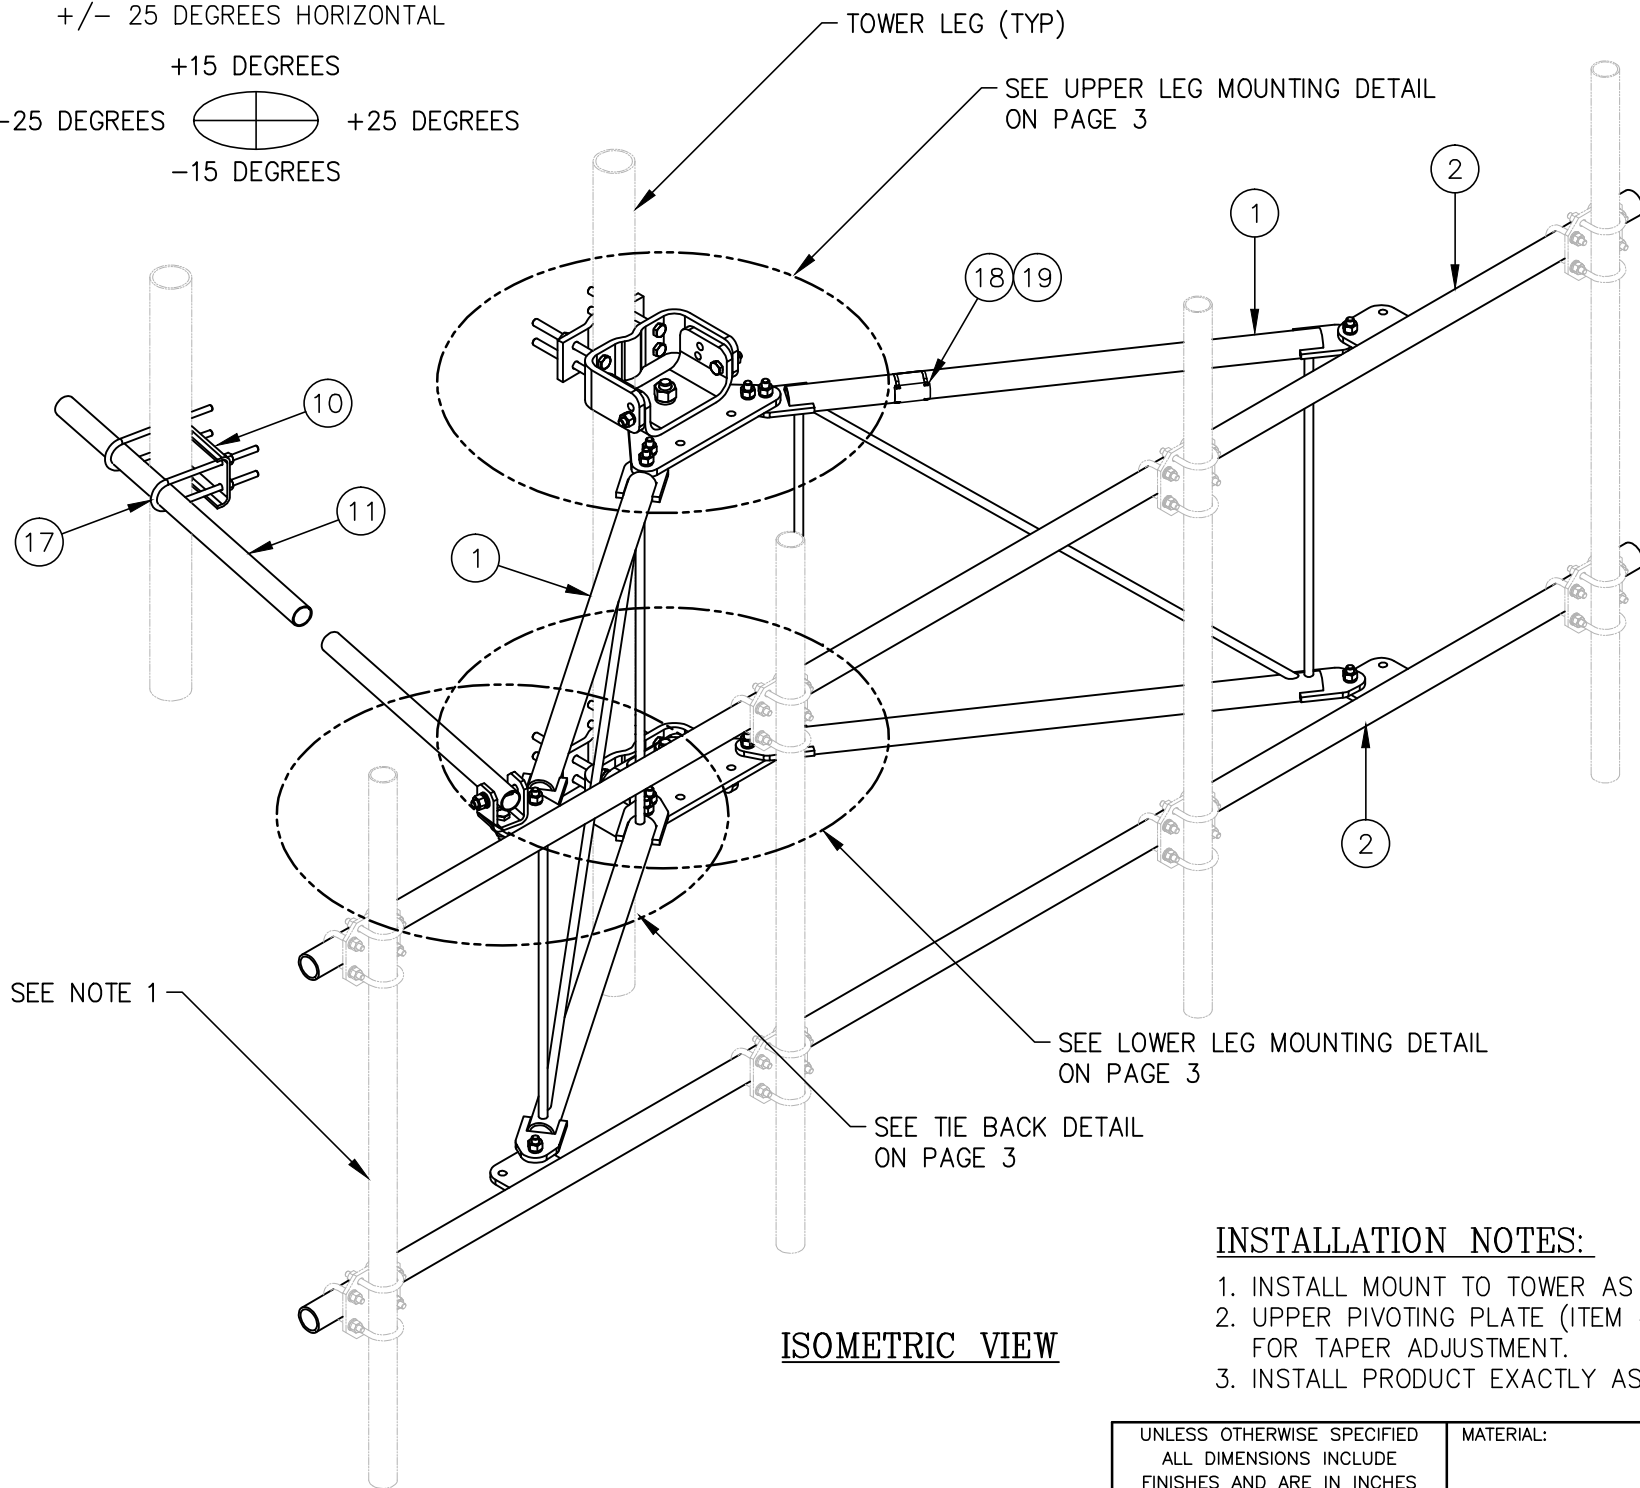 +/- 25 DEGREES HORIZONTAL
+15 DEGREES
-25 DEGREES
+25 DEGREES
-15 DEGREES
TOWER LEG (TYP)
SEE UPPER LEG MOUNTING DETAIL
ON PAGE 3
2
1
18 19
10
11
17
1
2
SEE NOTE 1
SEE LOWER LEG MOUNTING DETAIL
ON PAGE 3
SEE TIE BACK DETAIL
ON PAGE 3
ISOMETRIC VIEW
INSTALLATION NOTES:
1. INSTALL MOUNT TO TOWER AS
2. UPPER PIVOTING PLATE (ITEM
FOR TAPER ADJUSTMENT.
3. INSTALL PRODUCT EXACTLY AS
UNLESS OTHERWISE SPECIFIED
ALL DIMENSIONS INCLUDE
FINISHES AND ARE IN INCHES
MATERIAL: